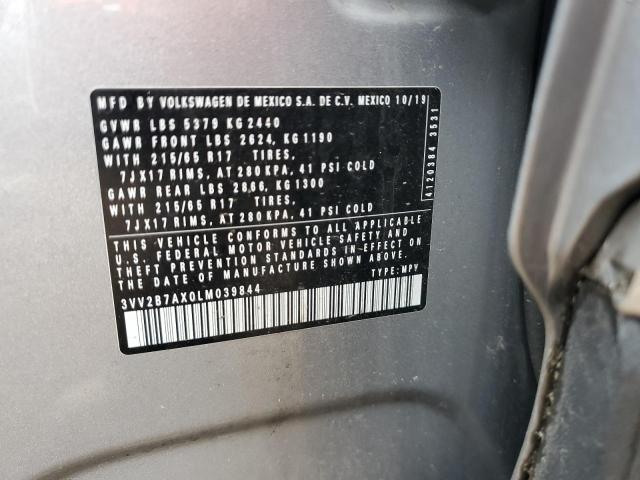 MFD BY VOLKSWAGEN DE MEXICO S.A. DE C.V. MEXICO 10/19
GVWR LBS 5379 KG 2440
GAWR FRONT LBS 2624, KG 1190
WITH 215/65 R17 TIRES,
7JX17 RIMS, AT 280 KPA, 41 PSI COLD
GAWR REAR LBS 2866, KG 1300
WITH 215/65 R17 TIRES,
7JX17 RIMS, AT 280 KPA, 41 PSI COLD
THIS VEHICLE CONFORMS TO ALL APPLICABLE
U.S. FEDERAL MOTOR VEHICLE SAFETY AND
THEFT PREVENTION STANDARDS IN EFFECT ON
THE DATE OF MANUFACTURE SHOWN ABOVE.
3VV2B7AX0LM039844 TYPE: MPV
4120384 3531